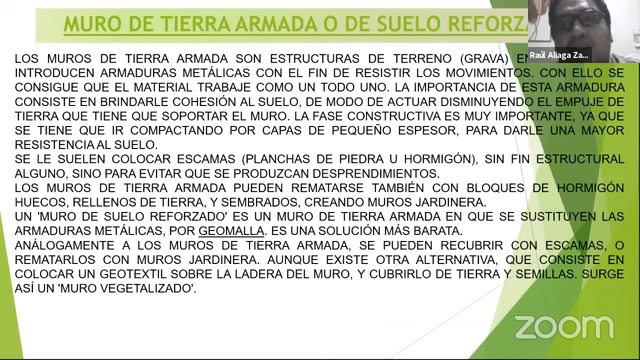 MURO DE TIERRA ARMADA O DE SUELO
Raúl Aliaga Za...
LOS MUROS DE TIERRA ARMADA SON ESTRUCTURAS DE TERRENO (GRAVA)
INTRODUCEN ARMADURAS METÁLICAS CON EL FIN DE RESISTIR LOS MOVIMIENTOS. CON ELLO SE
CONSIGUE QUE EL MATERIAL TRABAJE COMO UN TODO UNO. LA IMPORTANCIA DE ESTA ARMADURA
CONSISTE EN BRINDARLE COHESIÓN AL SUELO, DE MODO DE ACTUAR DISMINUYENDO EL EMPUJE DE
TIERRA QUE TIENE QUE SOPORTAR EL MURO. LA FASE CONSTRUCTIVA ES MUY IMPORTANTE, YA QUE
SE TIENE QUE IR COMPACTANDO POR CAPAS DE PEQUEÑO ESPESOR, PARA DARLE UNA MAYOR
RESISTENCIA AL SUELO.
SE LE SUELEN COLOCAR ESCAMAS (PLANCHAS DE PIEDRA U HORMIGÓN), SIN FIN ESTRUCTURAL
ALGUNO, SINO PARA EVITAR QUE SE PRODUZCAN DESPRENDIMIENTOS.
LOS MUROS DE TIERRA ARMADA PUEDEN REMATARSE TAMBIÉN CON BLOQUES DE HORMIGÓN
HUECOS, RELLENOS DE TIERRA, Y SEMBRADOS, CREANDO MUROS JARDINERA.
UN 'MURO DE SUELO REFORZADO' ES UN MURO DE TIERRA ARMADA EN QUE SE SUSTITUYEN LAS
ARMADURAS METÁLICAS, POR GEOMALLA. ES UNA SOLUCIÓN MÁS BARATA.
ANÁLOGAMENTE A LOS MUROS DE TIERRA ARMADA, SE PUEDEN RECUBRIR CON ESCAMAS, O
REMATARLOS CON MUROS JARDINERA. AUNQUE EXISTE OTRA ALTERNATIVA, QUE CONSISTE EN
COLOCAR UN GEOTEXTIL SOBRE LA LADERA DEL MURO, Y CUBRIRLO DE TIERRA Y SEMILLAS. SURGE
ASÍ UN 'MURO VEGETALIZADO'.
zoom